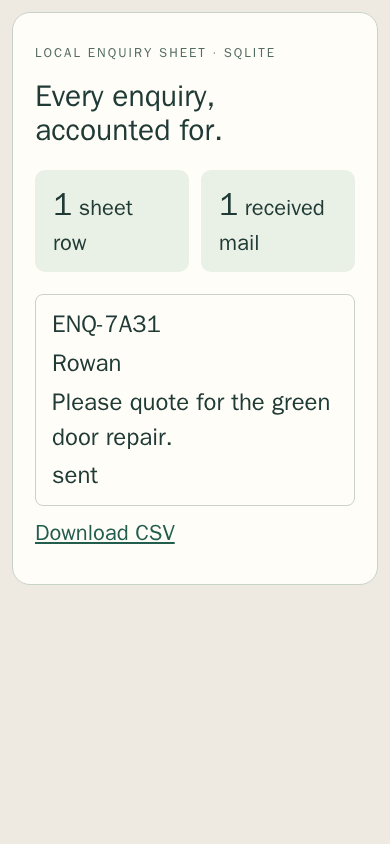 LOCAL ENQUIRY SHEET · SQLITE
Every enquiry,
accounted for.
1 sheet
row
1 received
mail
ENQ-7A31
Rowan
Please quote for the green
door repair.
sent
Download CSV